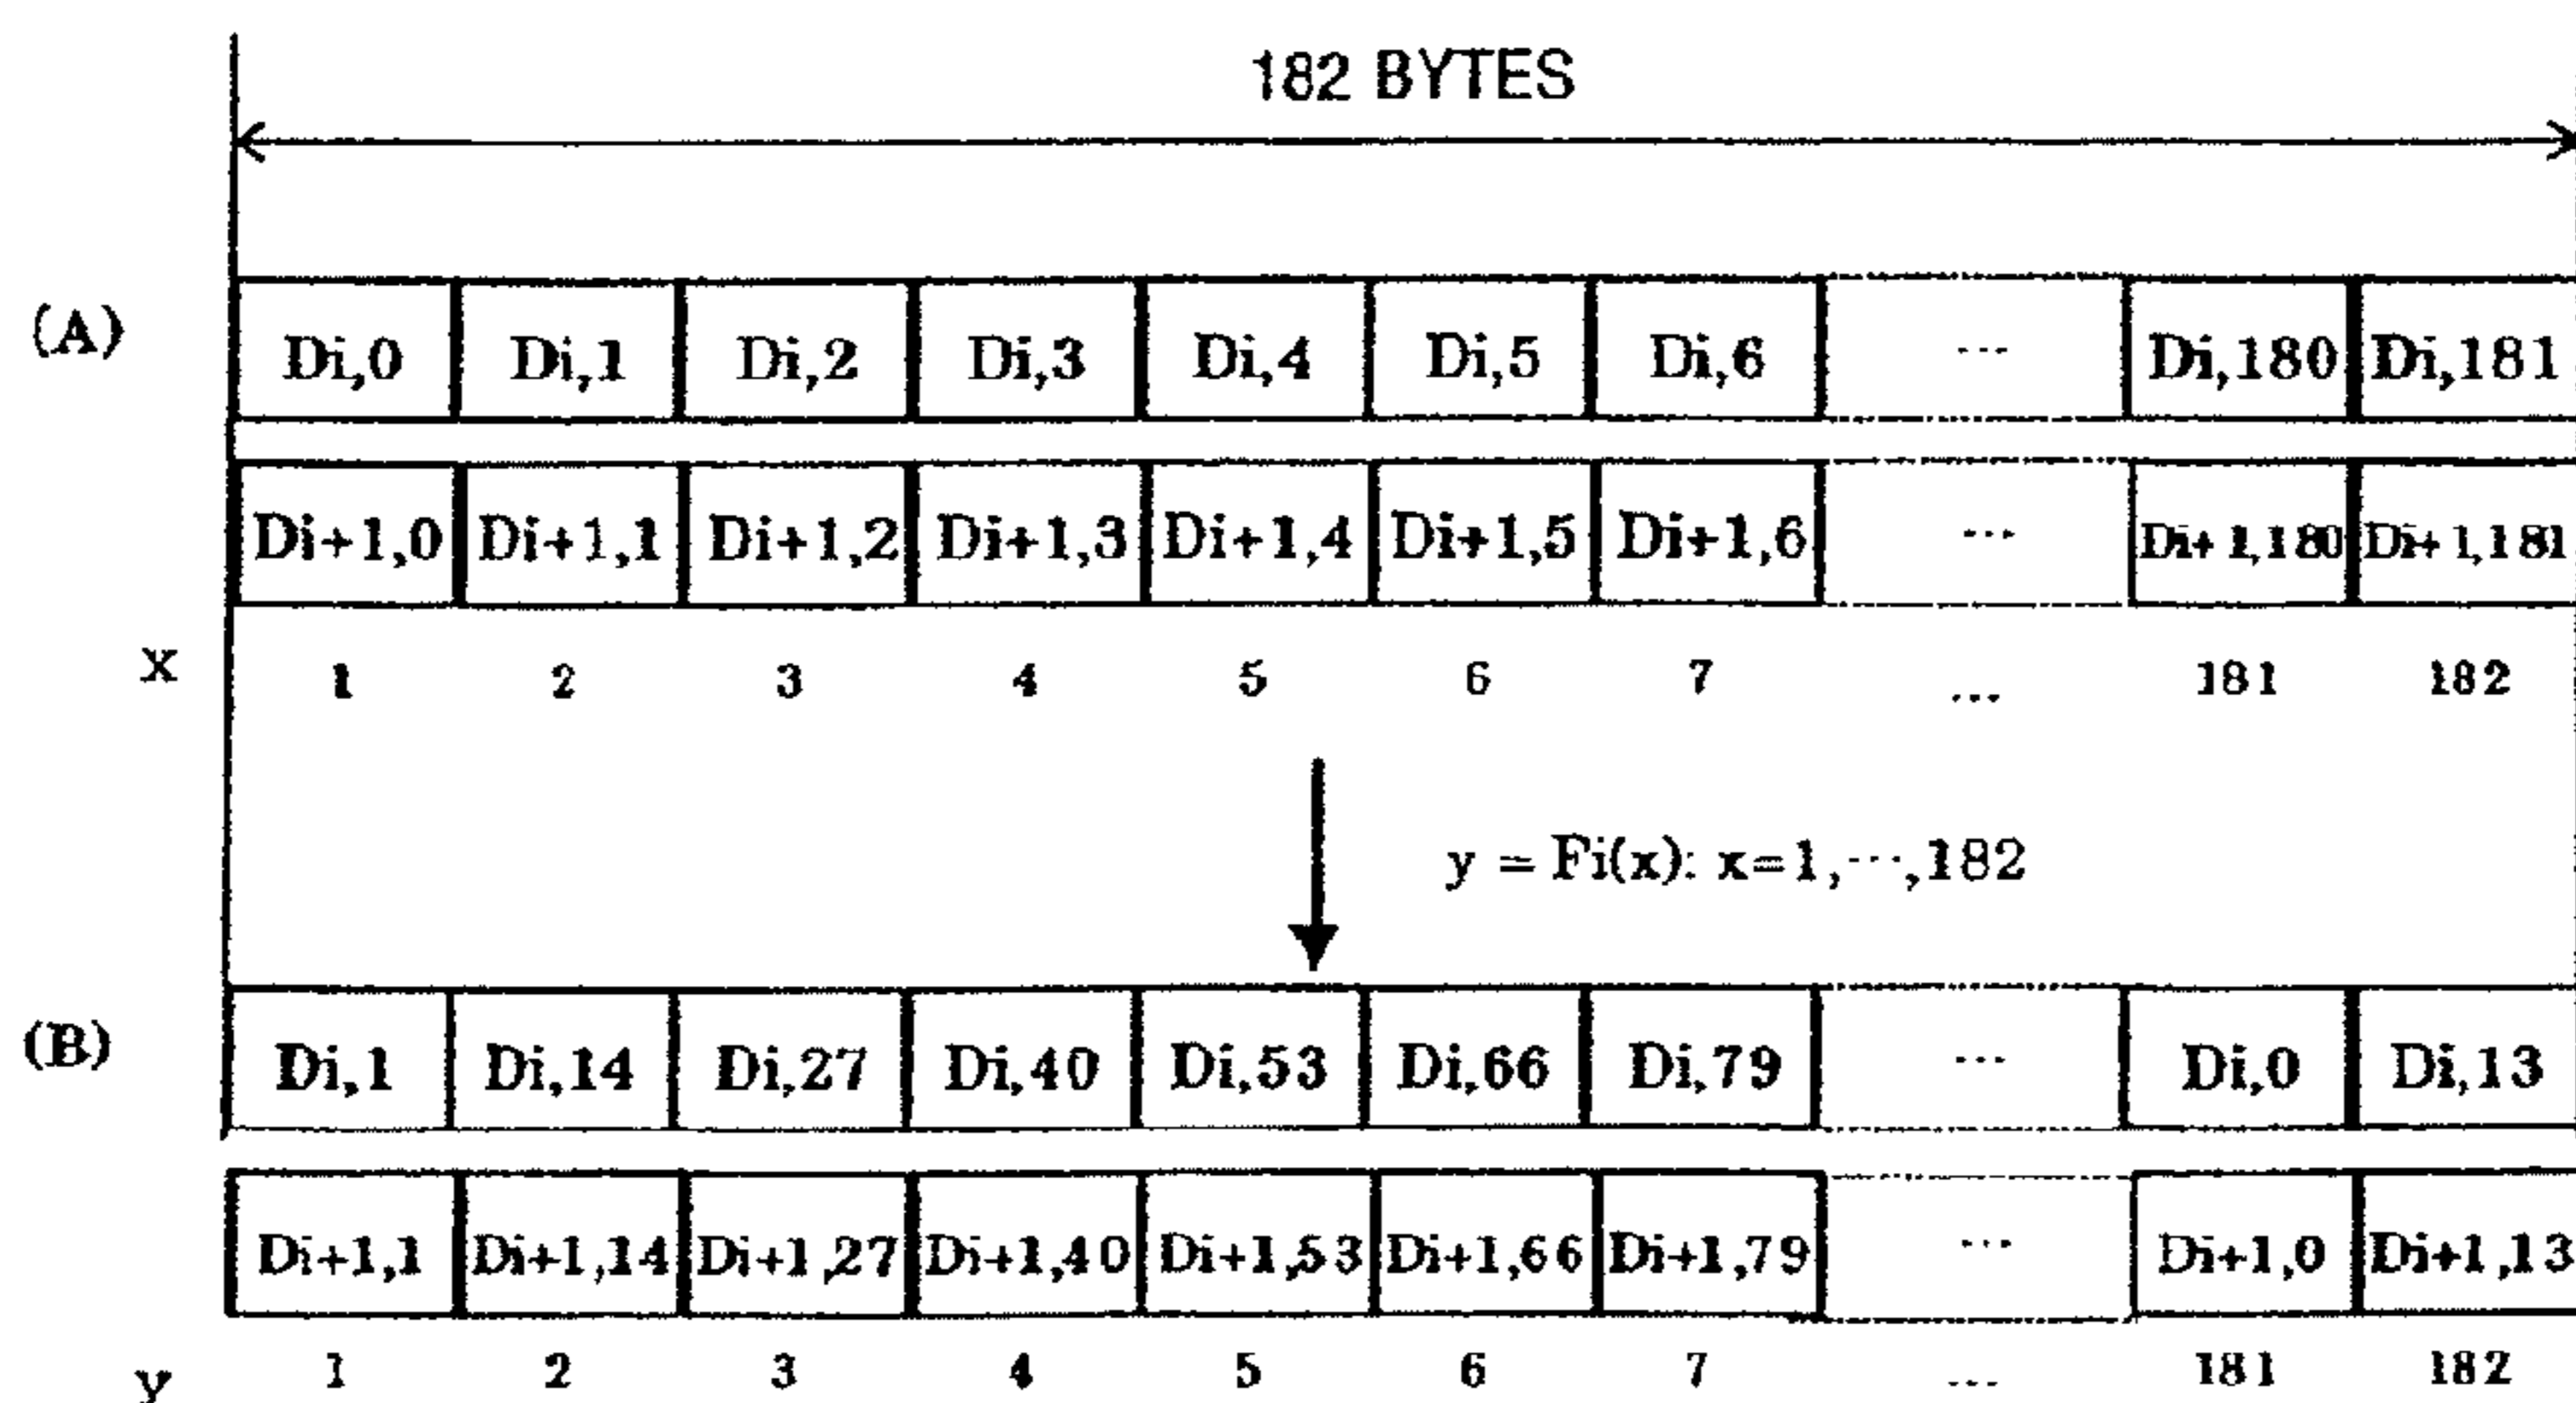 182 BYTES
(A)
Di,0 Di,1 Di,2 Di,3 Di,4 Di,5 Di,6 ... Di,180 Di,181
Di+1,0 Di+1,1 Di+1,2 Di+1,3 Di+1,4 Di+1,5 Di+1,6 ... Di+1,180 Di+1,181
x 1 2 3 4 5 6 7 ... 181 182
y = Fi(x): x=1,...,182
(B)
Di,1 Di,14 Di,27 Di,40 Di,53 Di,66 Di,79 ... Di,0 Di,13
Di+1,1 Di+1,14 Di+1,27 Di+1,40 Di+1,53 Di+1,66 Di+1,79 ... Di+1,0 Di+1,13
y 1 2 3 4 5 6 7 ... 181 182